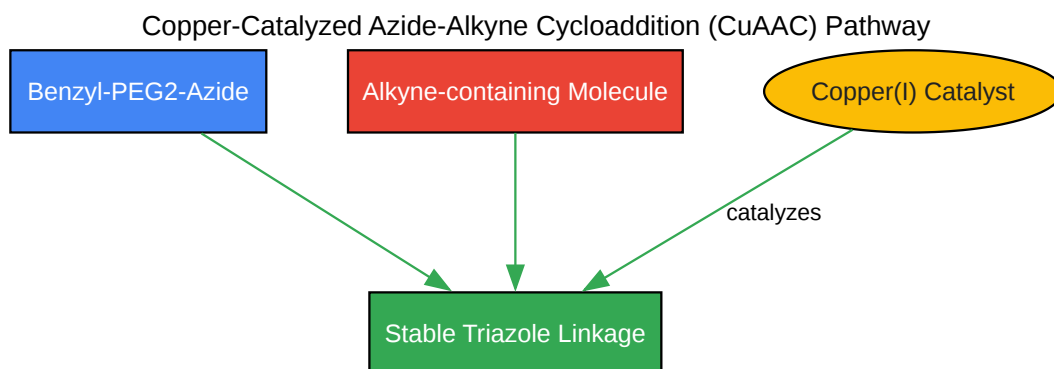 Copper-Catalyzed Azide-Alkyne Cycloaddition (CuAAC) Pathway
Benzyl-PEG2-Azide
Alkyne-containing Molecule
Copper(I) Catalyst
catalyzes
Stable Triazole Linkage